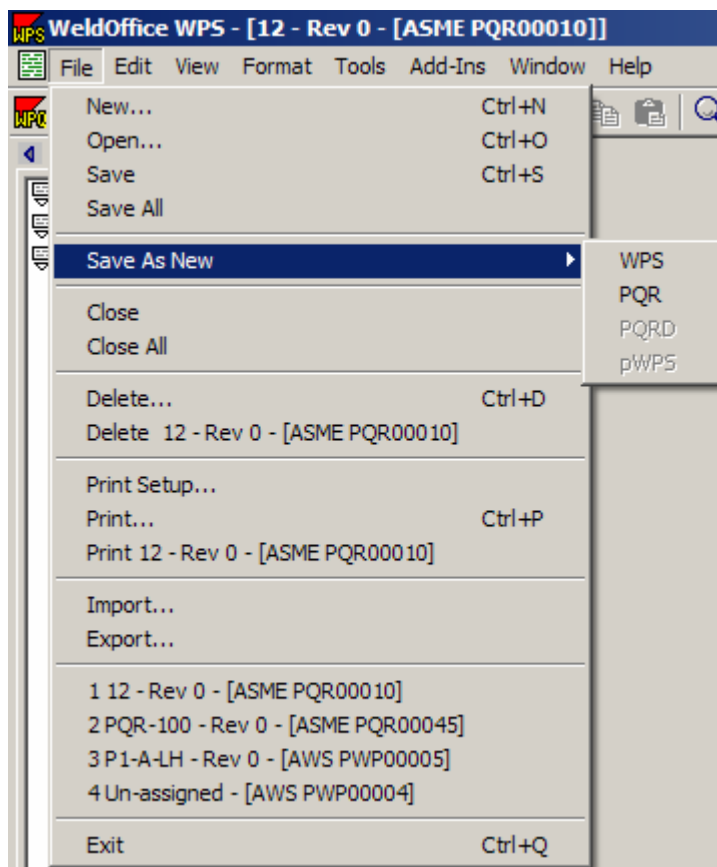 WPS WeldOffice WPS - [12 - Rev 0 - [ASME PQR00010]]
File Edit View Format Tools Add-Ins Window Help
WPQ
New... Ctrl+N
Open... Ctrl+O
Save Ctrl+S
Save All
Save As New
WPS
PQR
PQRD
pWPS
Close
Close All
Delete... Ctrl+D
Delete 12 - Rev 0 - [ASME PQR00010]
Print Setup...
Print... Ctrl+P
Print 12 - Rev 0 - [ASME PQR00010]
Import...
Export...
1 12 - Rev 0 - [ASME PQR00010]
2 PQR-100 - Rev 0 - [ASME PQR00045]
3 P1-A-LH - Rev 0 - [AWS PWP00005]
4 Un-assigned - [AWS PWP00004]
Exit Ctrl+Q